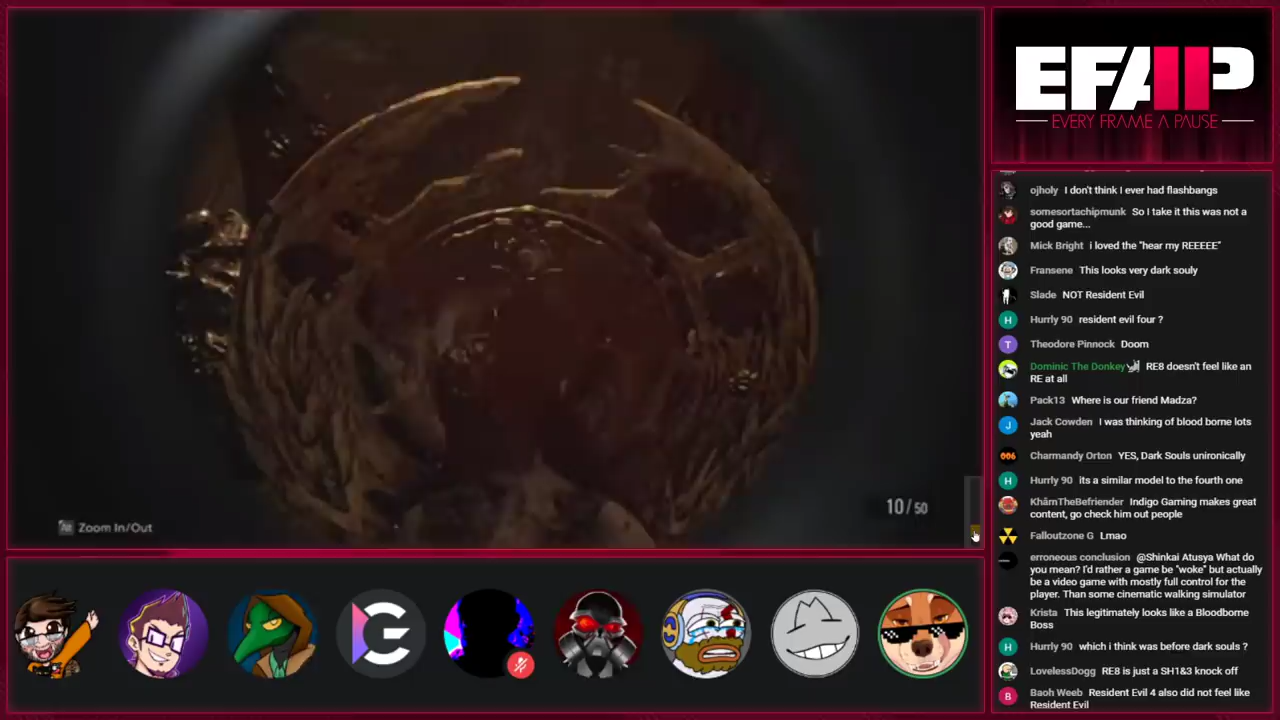 EFAP
EVERY FRAME A PAUSE
ojholy I don't think I ever had flashbangs
somesortachipmunk So I take it this was not a
good game...
Mick Bright i loved the "hear my REEEEE"
Fransene This looks very dark souly
Slade NOT Resident Evil
H Hurrly 90 resident evil four ?
T Theodore Pinnock Doom
Dominic The Donkey RE8 doesn't feel like an
RE at all
Pack13 Where is our friend Madza?
J Jack Cowden I was thinking of blood borne lots
yeah
Charmandy Orton YES, Dark Souls unironically
H Hurrly 90 its a similar model to the fourth one
KhãmTheBefriender Indigo Gaming makes great
content, go check him out people
Falloutzone G Lmao
erroneous conclusion @Shinkai Atusya What do
you mean? I'd rather a game be "woke" but actually
be a video game with mostly full control for the
player. Than some cinematic walking simulator
Krista This legitimately looks like a Bloodborne
Boss
H Hurrly 90 which i think was before dark souls ?
LovelessDogg RE8 is just a SH1&3 knock off
B Baoh Weeb Resident Evil 4 also did not feel like
Resident Evil
10/50
Alt Zoom In/Out